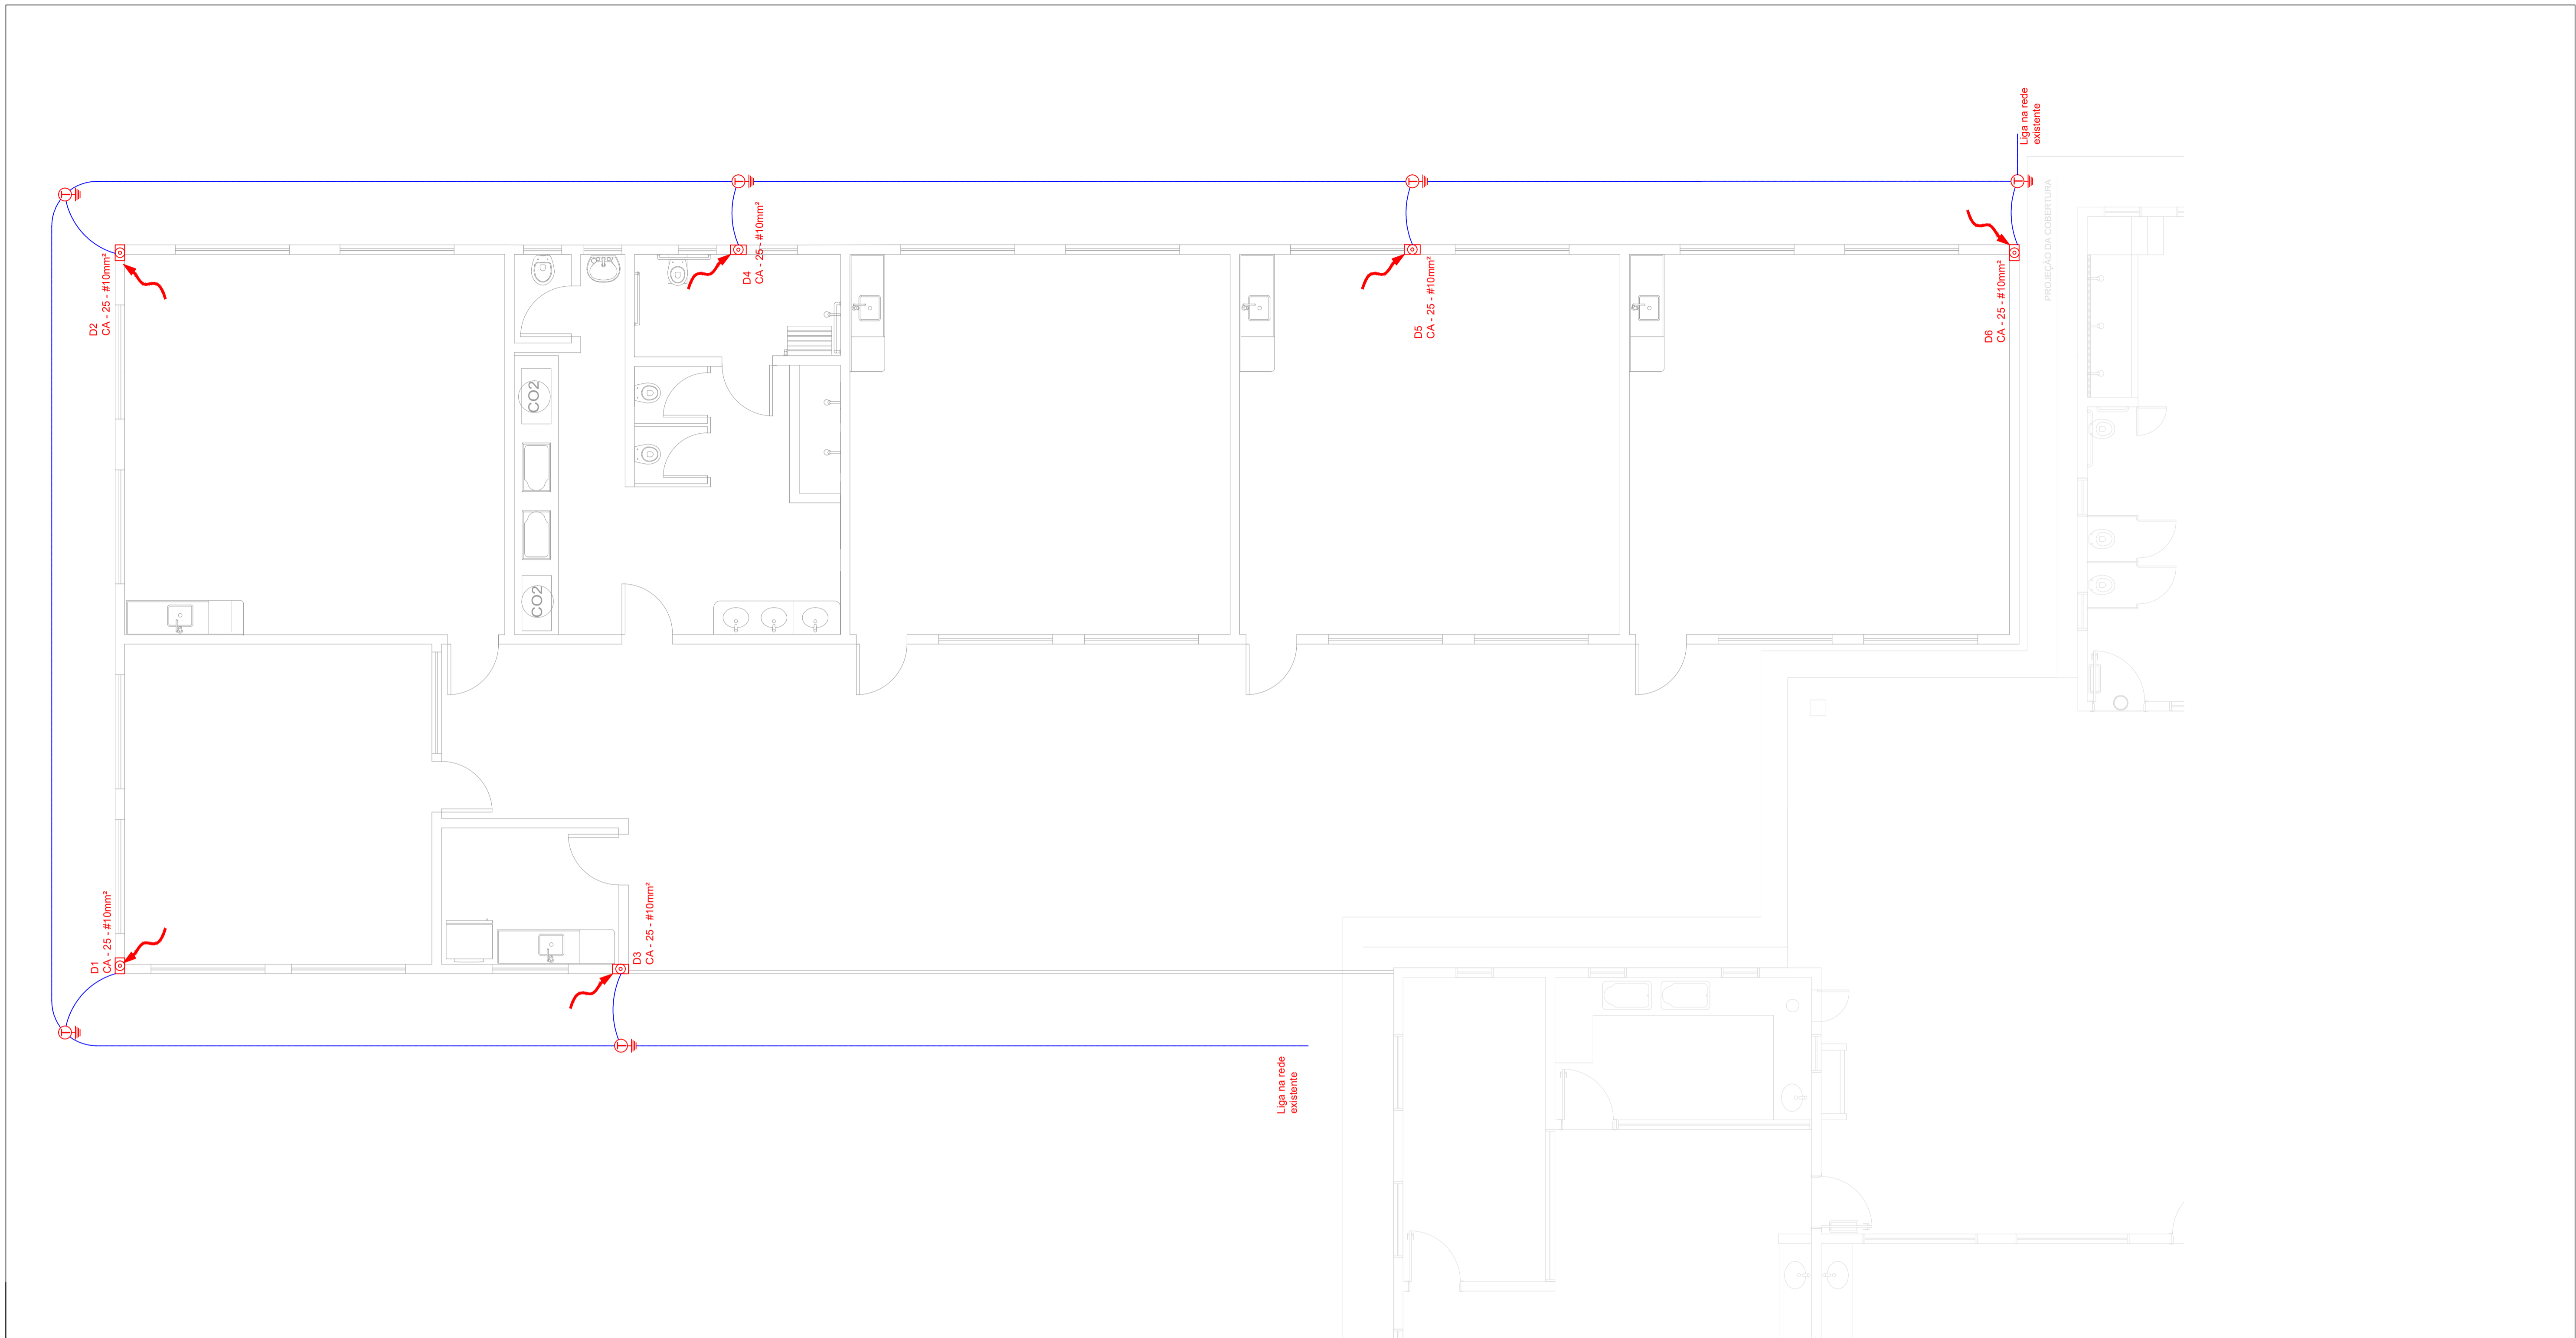 Liga na rede
existente
PROJEÇÃO DA COBERTURA
D2
CA - 25 - #10mm²
D4
CA - 25 - #10mm²
D5
CA - 25 - #10mm²
D6
CA - 25 - #10mm²
CO2
CO2
D1
CA - 25 - #10mm²
D3
CA - 25 - #10mm²
Liga na rede
existente